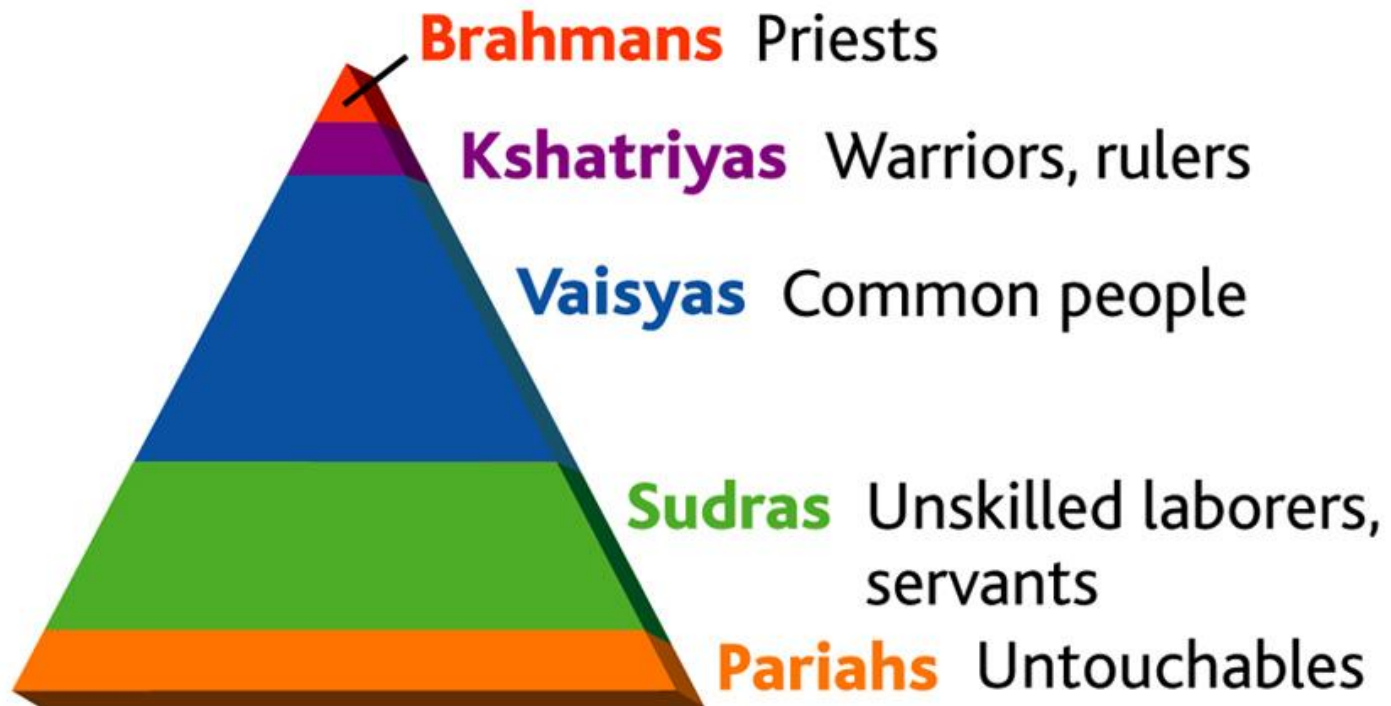 Brahmans Priests
Kshatriyas Warriors, rulers
Vaisyas Common people
Sudras Unskilled laborers,
servants
Pariahs Untouchables